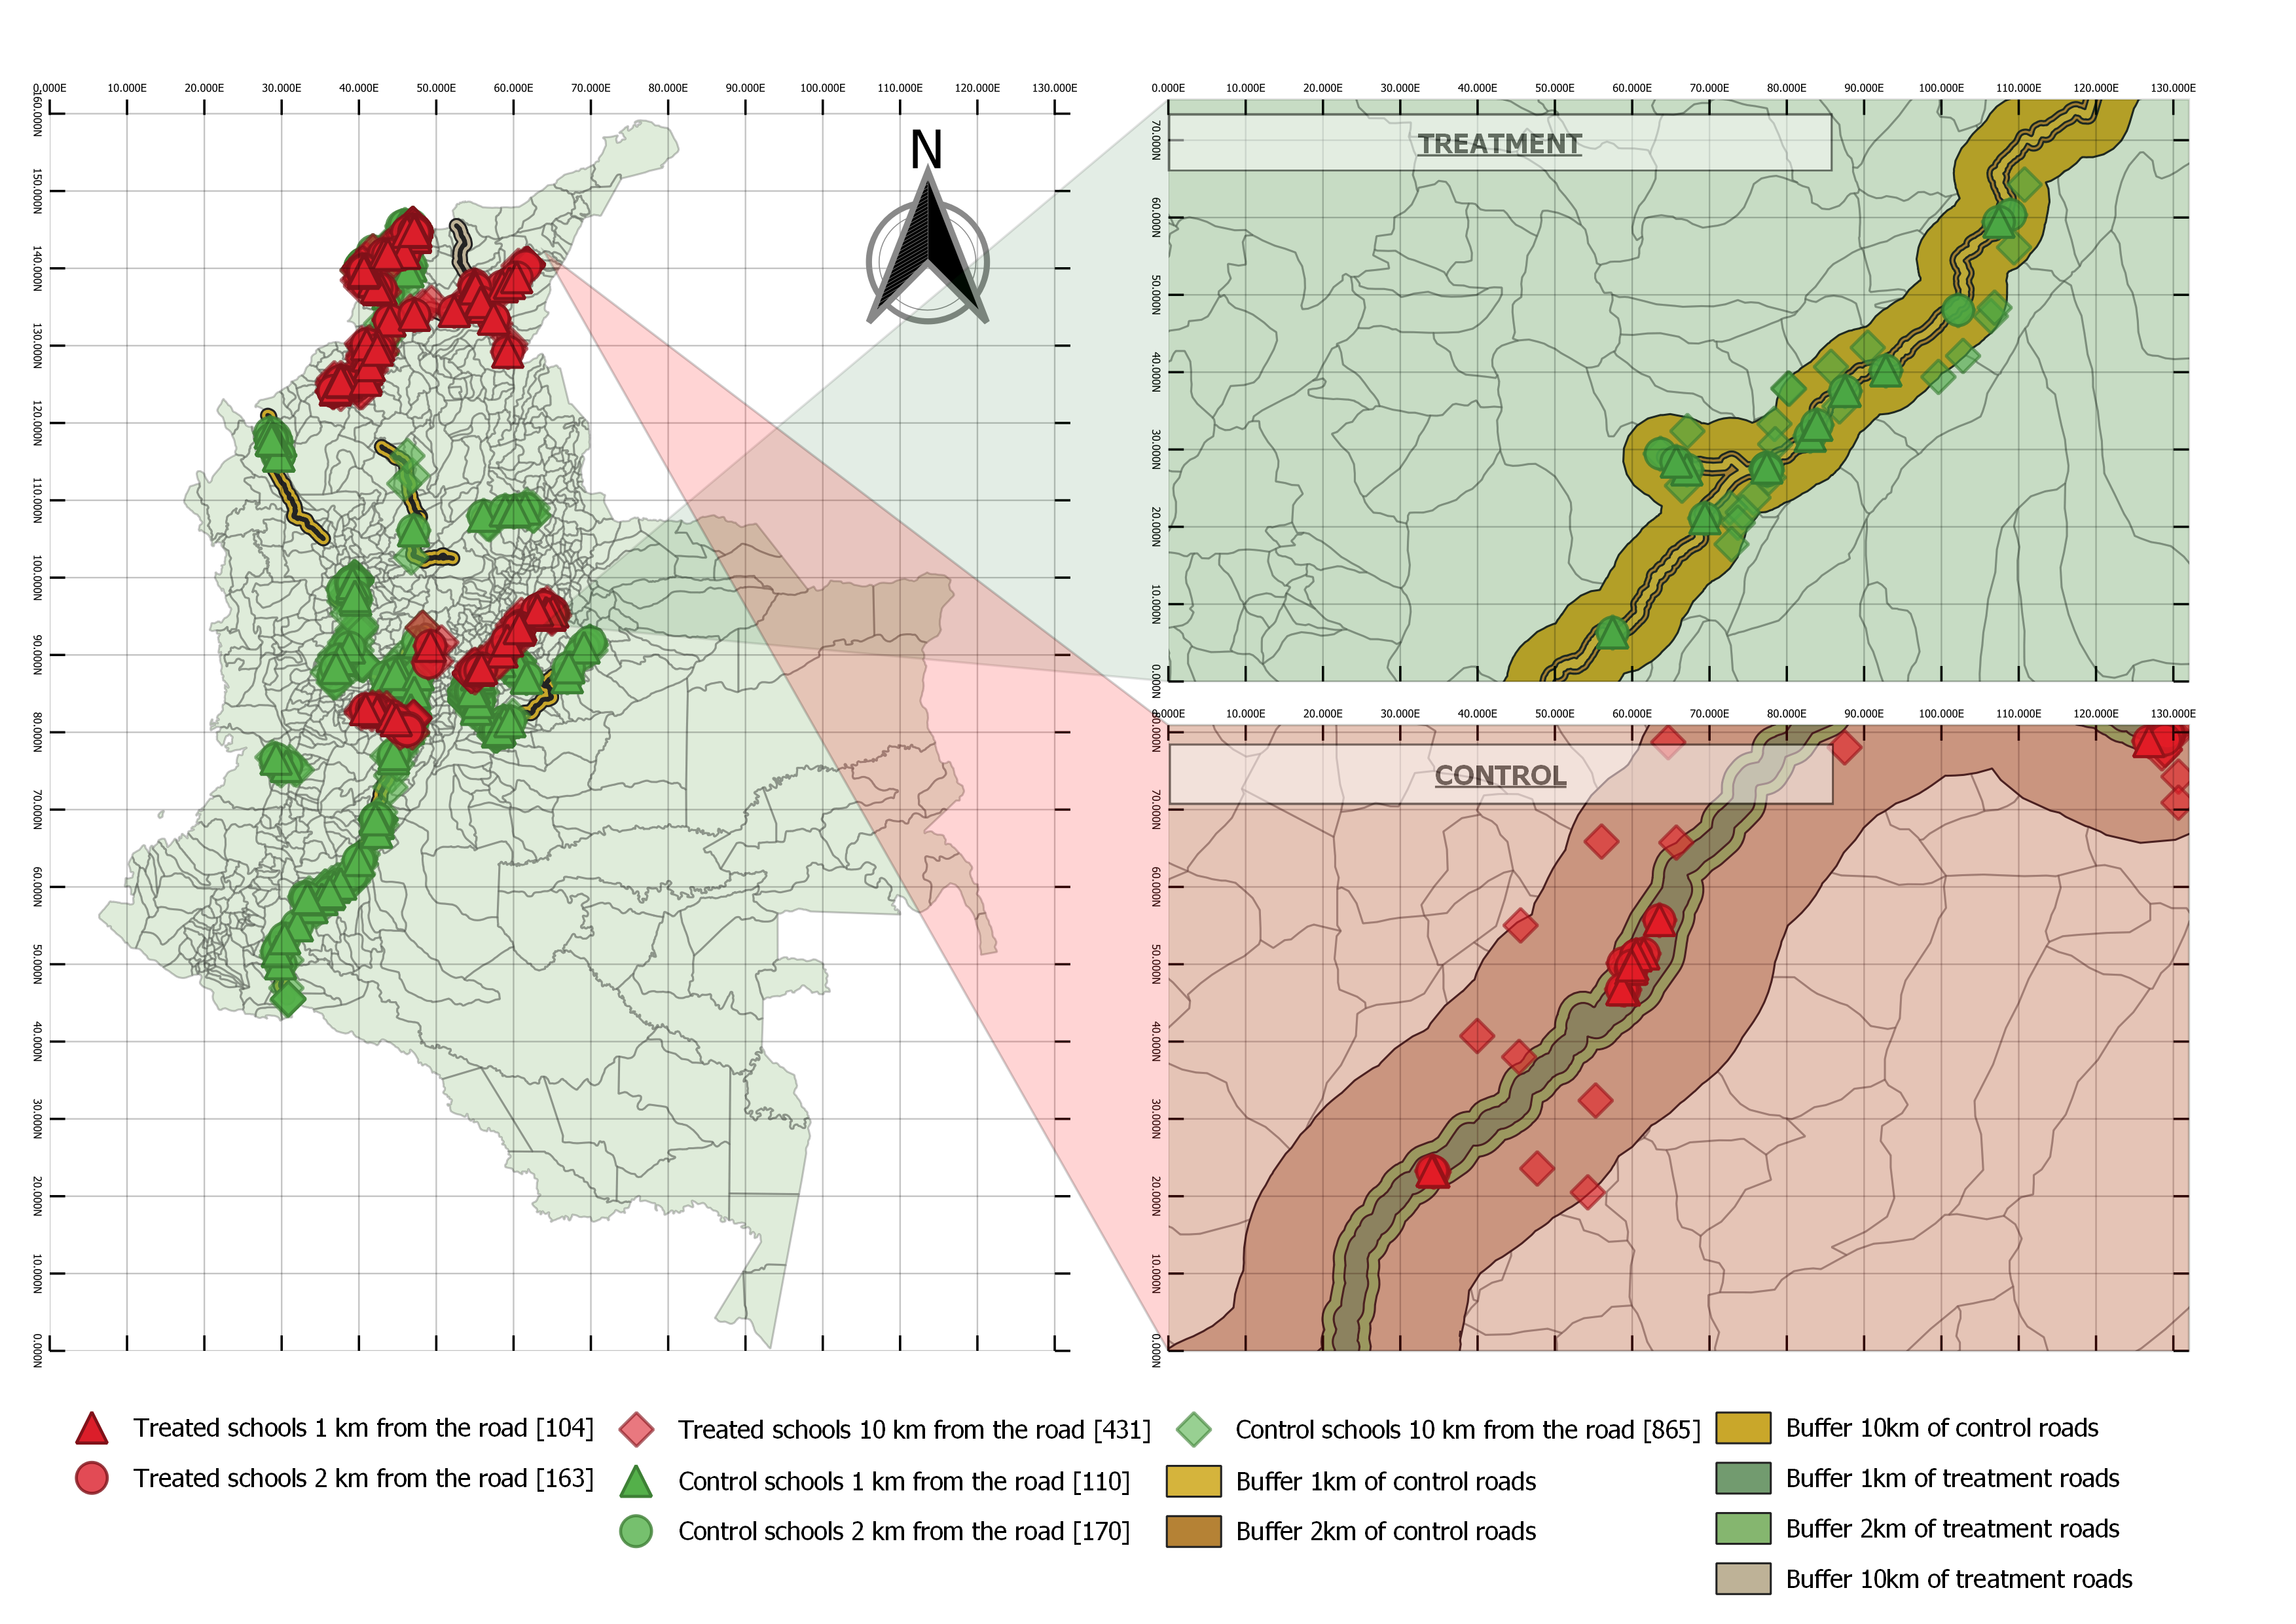 0.000E 10.000E 20.000E 30.000E 40.000E 50.000E 60.000E 70.000E 80.000E 90.000E 100.000E 110.000E 120.000E 130.000E
160.000N
150.000N
140.000N
130.000N
120.000N
110.000N
100.000N
90.000N
80.000N
70.000N
60.000N
50.000N
40.000N
30.000N
20.000N
10.000N
0.000N
N
0.000E 10.000E 20.000E 30.000E 40.000E 50.000E 60.000E 70.000E 80.000E 90.000E 100.000E 110.000E 120.000E 130.000E
TREATMENT
70.000N
60.000N
50.000N
40.000N
30.000N
20.000N
10.000N
0.000N
0.000E 10.000E 20.000E 30.000E 40.000E 50.000E 60.000E 70.000E 80.000E 90.000E 100.000E 110.000E 120.000E 130.000E
CONTROL
80.000N
70.000N
60.000N
50.000N
40.000N
30.000N
20.000N
10.000N
0.000N
Treated schools 1 km from the road [104]
Treated schools 2 km from the road [163]
Treated schools 10 km from the road [431]
Control schools 1 km from the road [110]
Control schools 2 km from the road [170]
Control schools 10 km from the road [865]
Buffer 1km of control roads
Buffer 2km of control roads
Buffer 10km of control roads
Buffer 1km of treatment roads
Buffer 2km of treatment roads
Buffer 10km of treatment roads